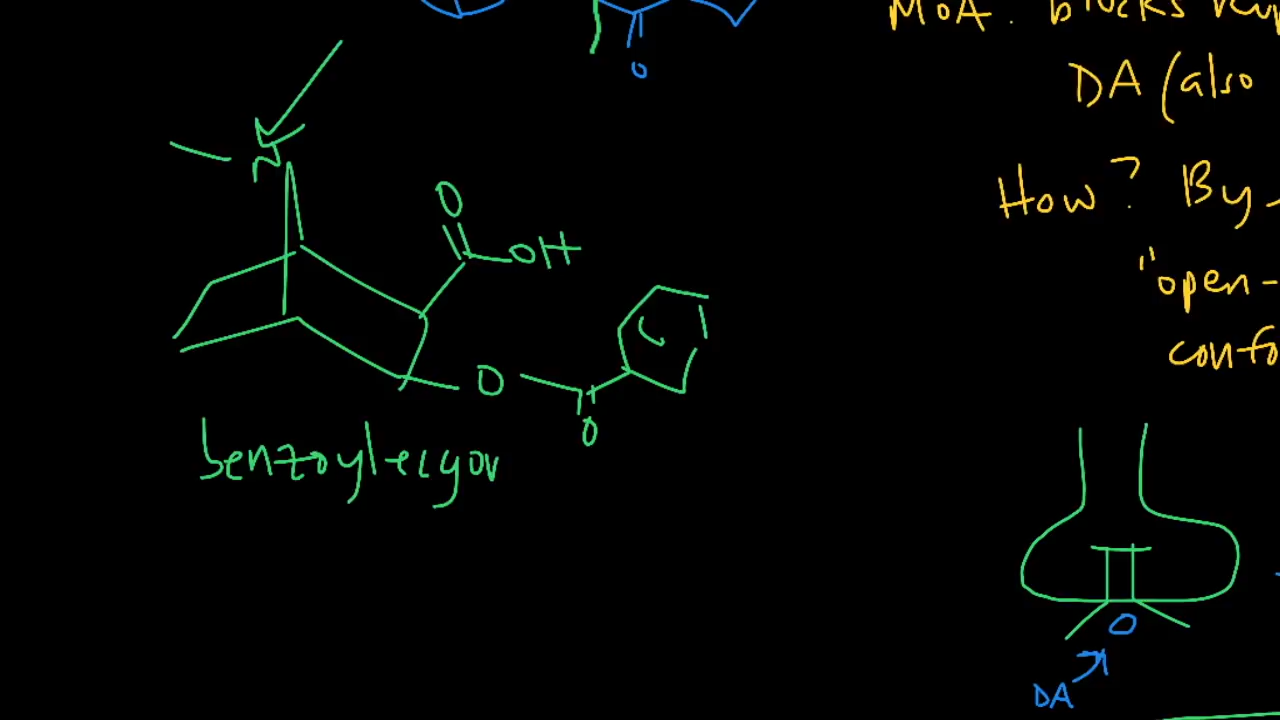 MoA: blocks
DA (also
How? By
"open-
confo
O
N
O
OH
O
O
benzoylecgon
O
DA